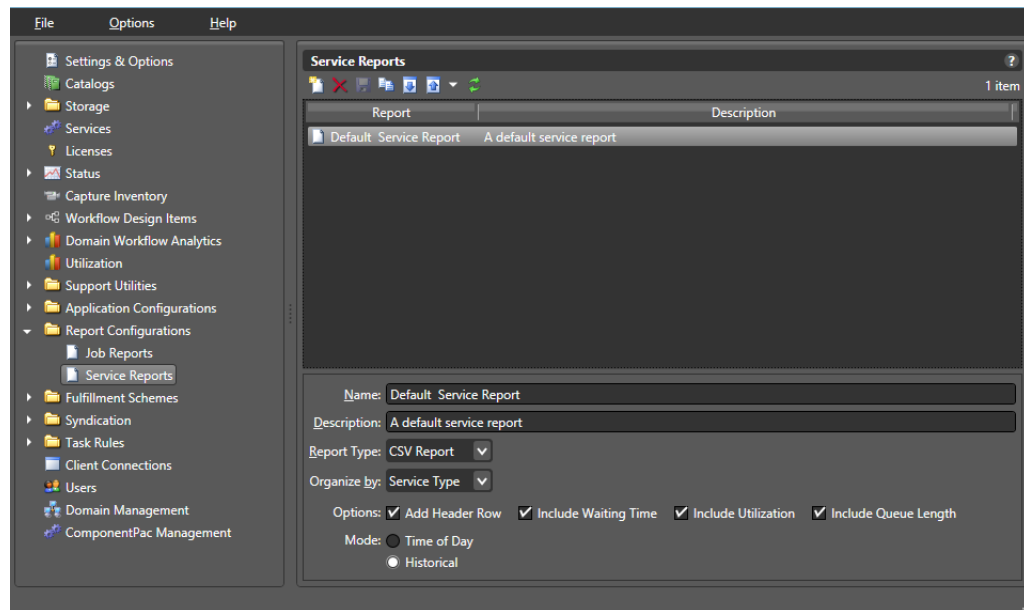 File Options Help
Settings & Options
Catalogs
Storage
Services
Licenses
Status
Capture Inventory
Workflow Design Items
Domain Workflow Analytics
Utilization
Support Utilities
Application Configurations
Report Configurations
Job Reports
Service Reports
Fulfillment Schemes
Syndication
Task Rules
Client Connections
Users
Domain Management
ComponentPac Management
Service Reports ?
1 item
Report Description
Default Service Report A default service report
Name: Default Service Report
Description: A default service report
Report Type: CSV Report
Organize by: Service Type
Options: Add Header Row Include Waiting Time Include Utilization Include Queue Length
Mode: Time of Day
Historical